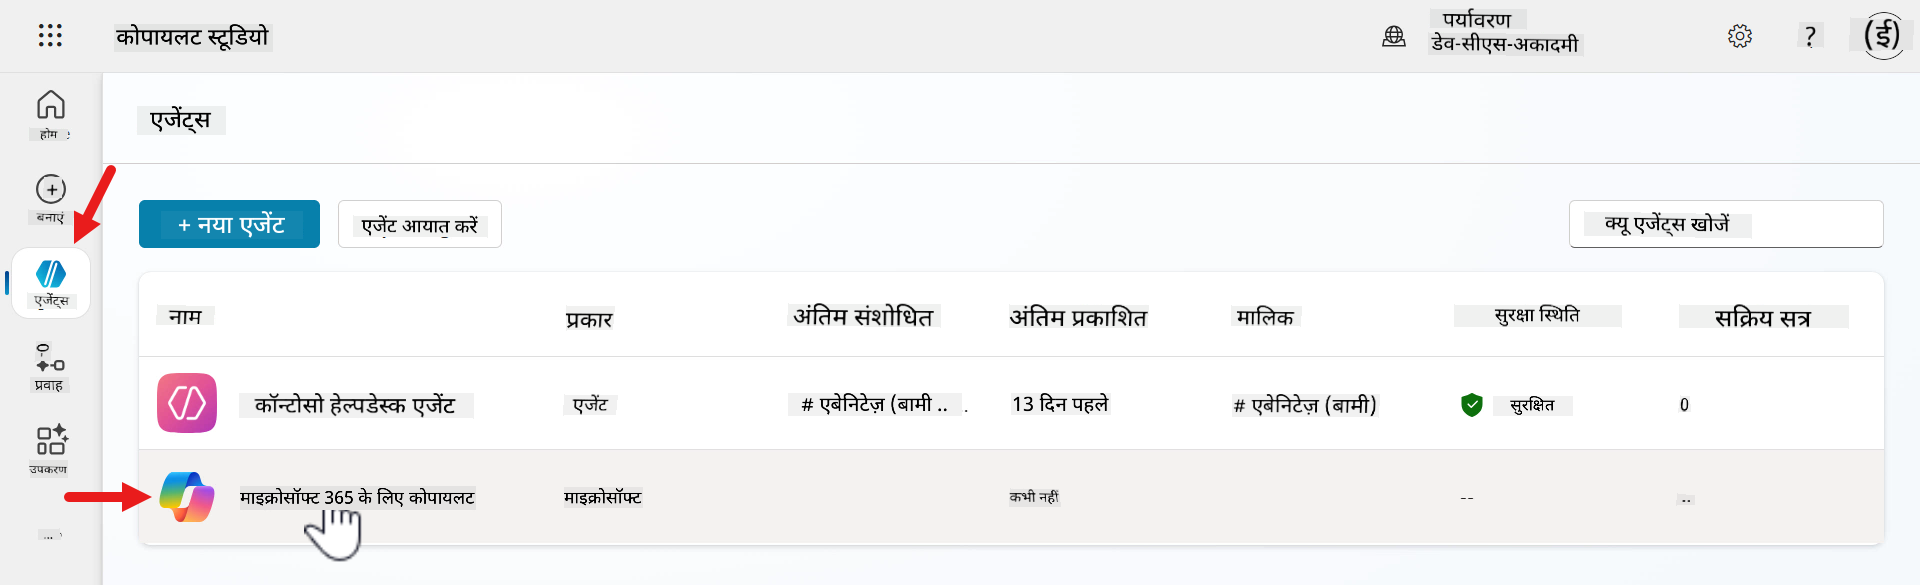 कोपायलट स्टूडियो
पर्यावरण
डेव-सीएस-अकादमी
?
(ई)
होम
बनाएं
एजेंट्स
प्रवाह
उपकरण
...
एजेंट्स
+ नया एजेंट
एजेंट आयात करें
क्यू एजेंट्स खोजें
नाम प्रकार अंतिम संशोधित अंतिम प्रकाशित मालिक सुरक्षा स्थिति सक्रिय सत्र
कॉन्टोसो हेल्पडेस्क एजेंट एजेंट # एबेनिटेज़ (बामी .. . 13 दिन पहले # एबेनिटेज़ (बामी) सुरक्षित 0
माइक्रोसॉफ्ट 365 के लिए कोपायलट माइक्रोसॉफ्ट कभी नहीं -- ..